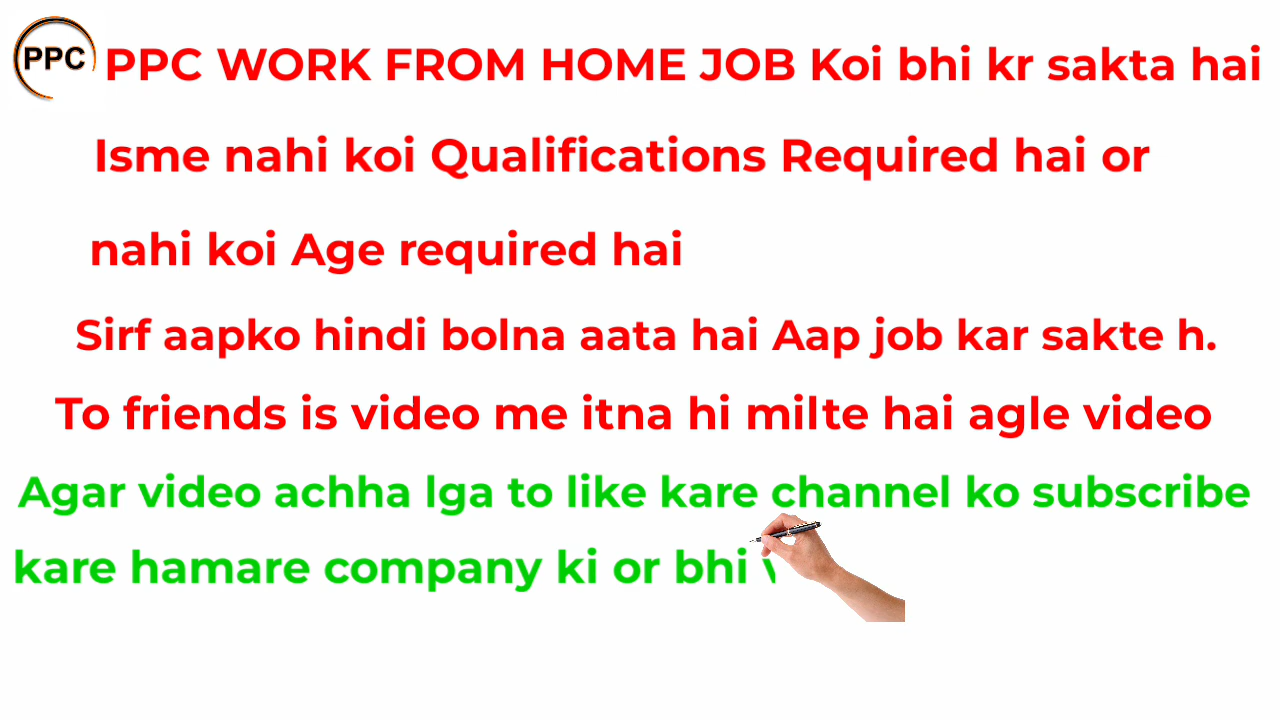 PPC
PPC WORK FROM HOME JOB Koi bhi kr sakta hai
Isme nahi koi Qualifications Required hai or
nahi koi Age required hai
Sirf aapko hindi bolna aata hai Aap job kar sakte h.
To friends is video me itna hi milte hai agle video
Agar video achha lga to like kare channel ko subscribe
kare hamare company ki or bhi